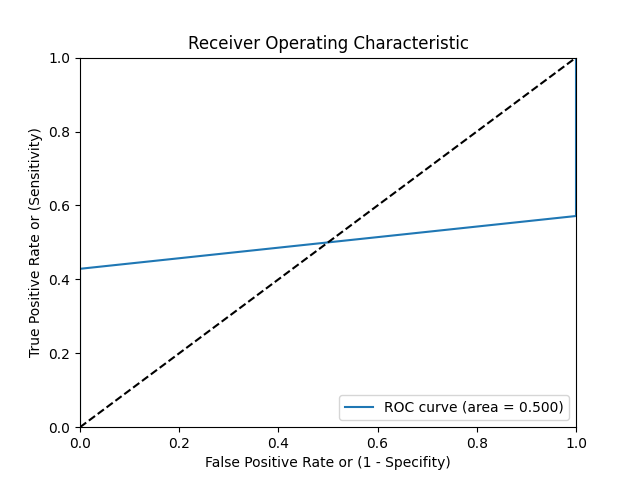 Receiver Operating Characteristic
1.0
0.8
0.6
0.4
0.2
0.0
True Positive Rate or (Sensitivity)
ROC curve (area = 0.500)
0.0 0.2 0.4 0.6 0.8 1.0
False Positive Rate or (1 - Specifity)